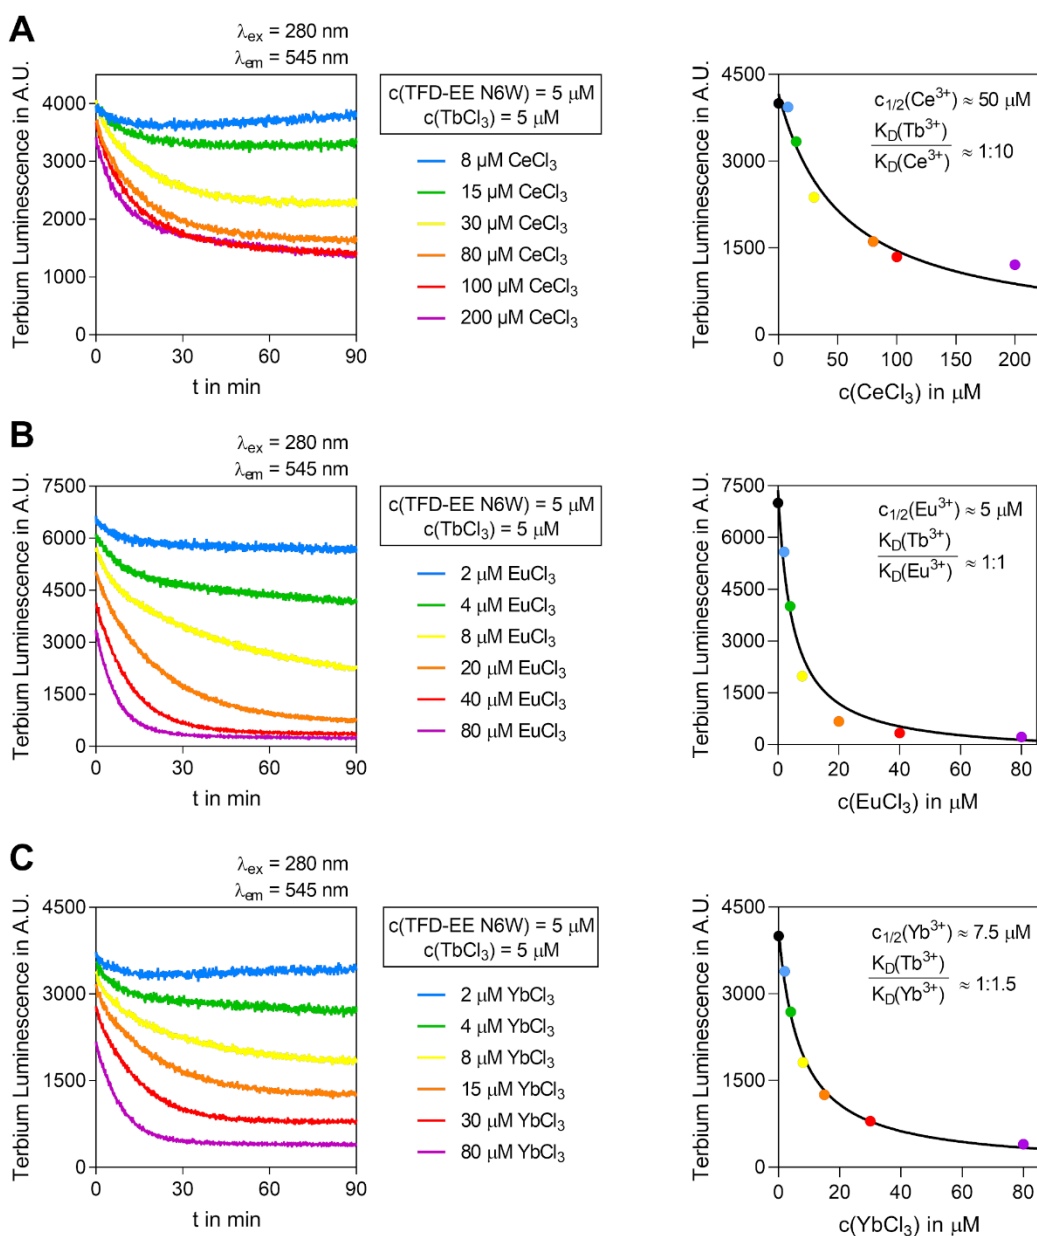 A
λex = 280 nm
λem = 545 nm
Terbium Luminescence in A.U.
4000
3000
2000
1000
0
0 30 60 90
t in min
c(TFD-EE N6W) = 5 μM
c(TbCl3) = 5 μM
8 μM CeCl3
15 μM CeCl3
30 μM CeCl3
80 μM CeCl3
100 μM CeCl3
200 μM CeCl3
Terbium Luminescence in A.U.
4500
3000
1500
0
0 50 100 150 200
c(CeCl3) in μM
c1/2(Ce3+) ≈ 50 μM
KD(Tb3+)
KD(Ce3+) ≈ 1:10
B
λex = 280 nm
λem = 545 nm
Terbium Luminescence in A.U.
7500
6000
4500
3000
1500
0
0 30 60 90
t in min
c(TFD-EE N6W) = 5 μM
c(TbCl3) = 5 μM
2 μM EuCl3
4 μM EuCl3
8 μM EuCl3
20 μM EuCl3
40 μM EuCl3
80 μM EuCl3
Terbium Luminescence in A.U.
7500
6000
4500
3000
1500
0
0 20 40 60 80
c(EuCl3) in μM
c1/2(Eu3+) ≈ 5 μM
KD(Tb3+)
KD(Eu3+) ≈ 1:1
C
λex = 280 nm
λem = 545 nm
Terbium Luminescence in A.U.
4500
3000
1500
0
0 30 60 90
t in min
c(TFD-EE N6W) = 5 μM
c(TbCl3) = 5 μM
2 μM YbCl3
4 μM YbCl3
8 μM YbCl3
15 μM YbCl3
30 μM YbCl3
80 μM YbCl3
Terbium Luminescence in A.U.
4500
3000
1500
0
0 20 40 60 80
c(YbCl3) in μM
c1/2(Yb3+) ≈ 7.5 μM
KD(Tb3+)
KD(Yb3+) ≈ 1:1.5